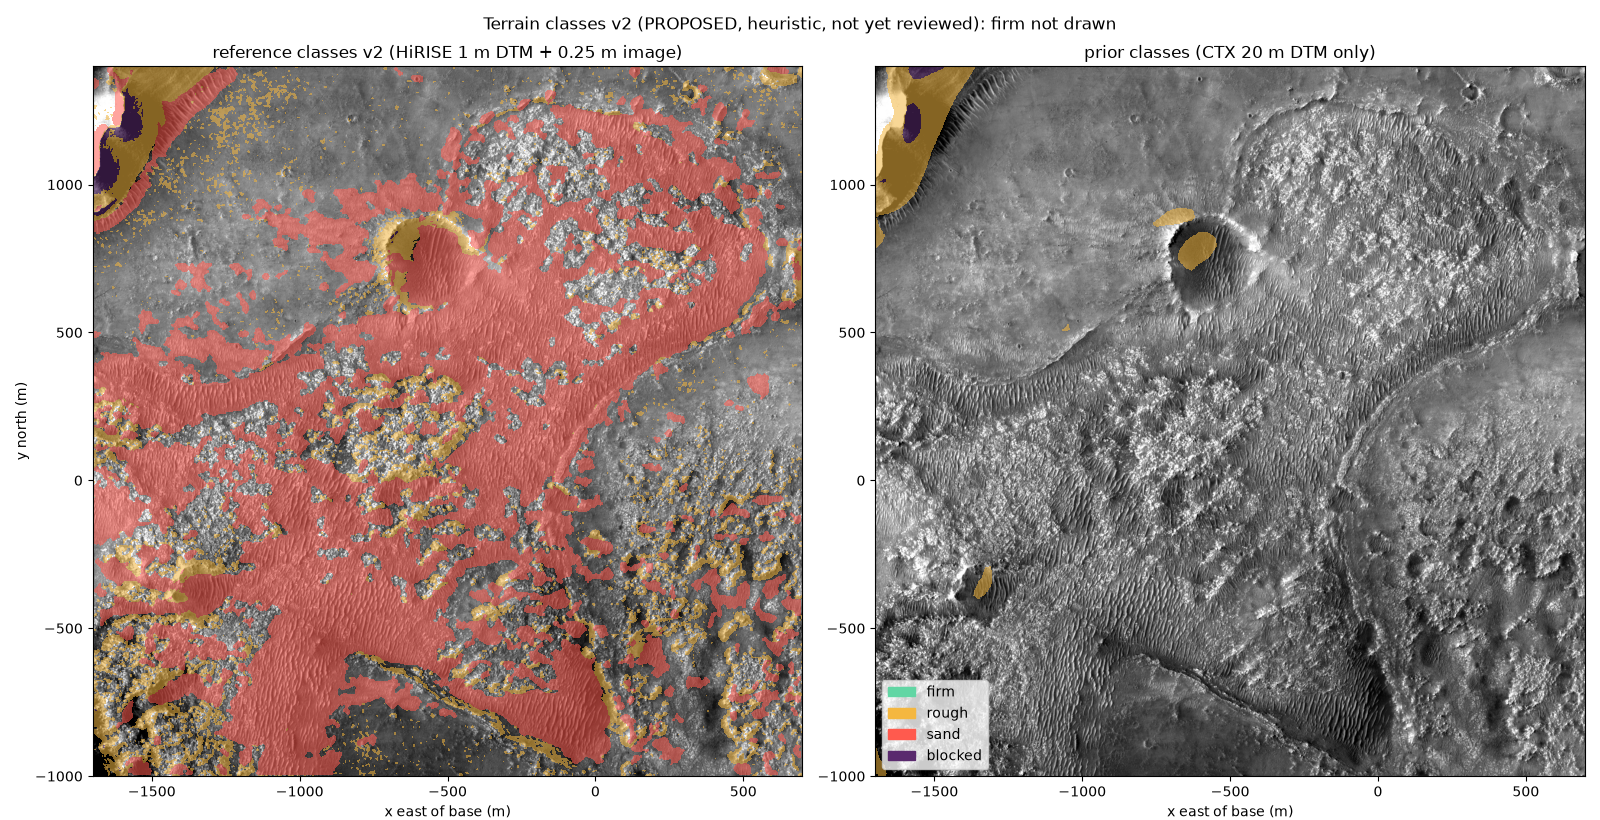 Terrain classes v2 (PROPOSED, heuristic, not yet reviewed): firm not drawn
reference classes v2 (HiRISE 1 m DTM + 0.25 m image)
prior classes (CTX 20 m DTM only)
y north (m)
1000
500
0
−500
−1000
−1500
−1000
−500
0
500
x east of base (m)
1000
500
0
−500
−1000
firm
rough
sand
blocked
−1500
−1000
−500
0
500
x east of base (m)